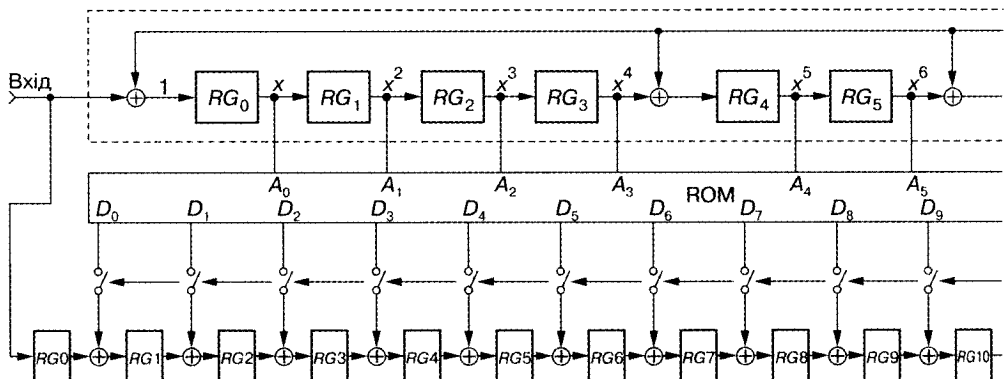 Вхід
1 RG₀ x RG₁ x² RG₂ x³ RG₃ x⁴ RG₄ x⁵ RG₅ x⁶
A₀ A₁ A₂ A₃ A₄ A₅
ROM
D₀ D₁ D₂ D₃ D₄ D₅ D₆ D₇ D₈ D₉
RG0 RG1 RG2 RG3 RG4 RG5 RG6 RG7 RG8 RG9 RG10